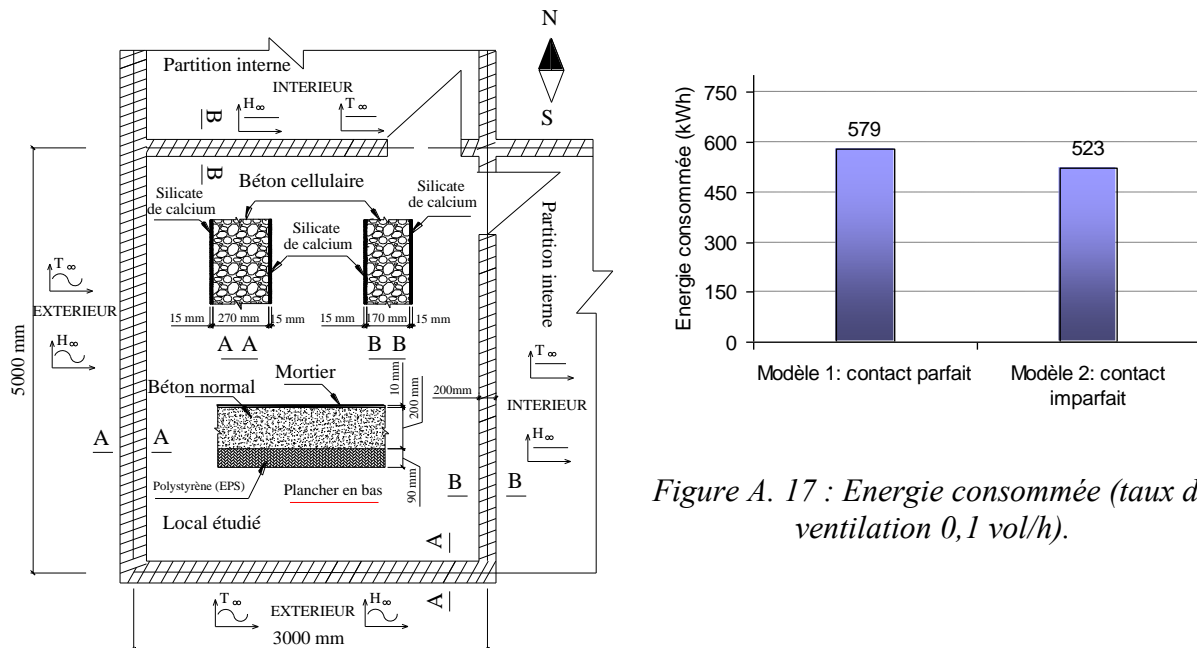 N
Partition interne
INTERIEUR
B
H∞
T∞
S
B
Béton cellulaire
Silicate
de calcium
Silicate
de calcium
Silicate
de calcium
Partition interne
T∞
EXTERIEUR
H∞
15 mm
270 mm
15 mm
15 mm
170 mm
15 mm
A A
B B
5000 mm
Mortier
Béton normal
10 mm
200 mm
90 mm
200mm
T∞
INTERIEUR
H∞
A
A
Polystyrène (EPS)
Plancher en bas
B
B
Local étudié
A
A
T∞
EXTERIEUR
H∞
3000 mm
Energie consommée (kWh)
750
600
450
300
150
0
579
523
Modèle 1: contact parfait
Modèle 2: contact
imparfait
Figure A. 17 : Energie consommée (taux d
ventilation 0,1 vol/h).